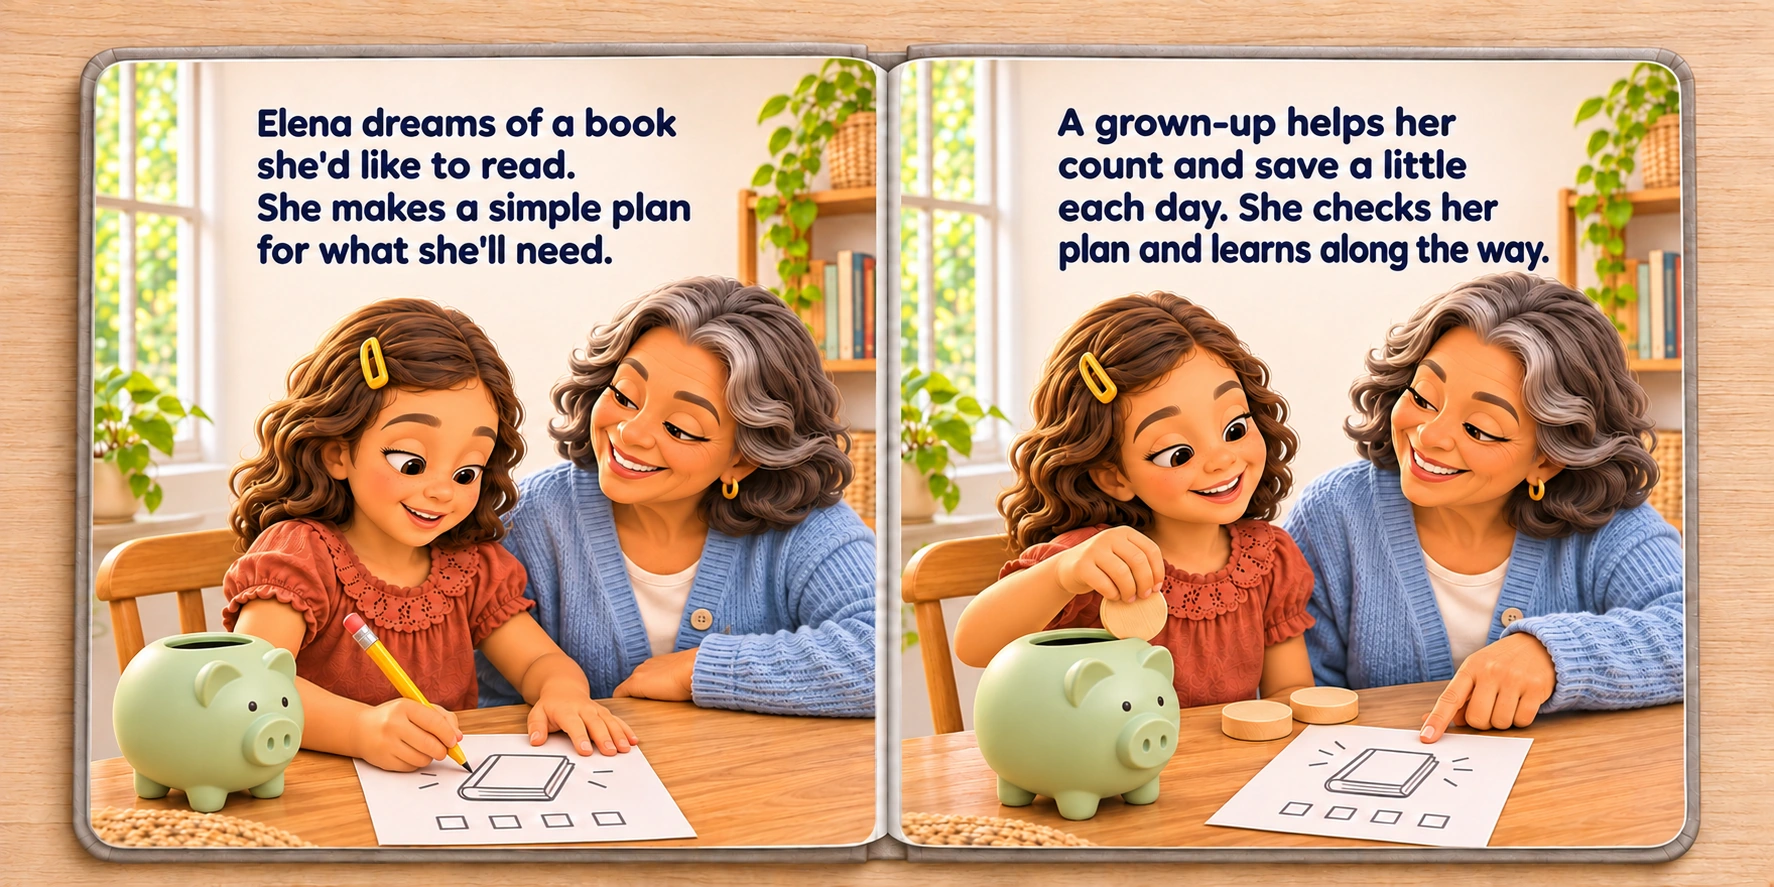 Elena dreams of a book
she'd like to read.
She makes a simple plan
for what she'll need.
A grown-up helps her
count and save a little
each day. She checks her
plan and learns along the way.